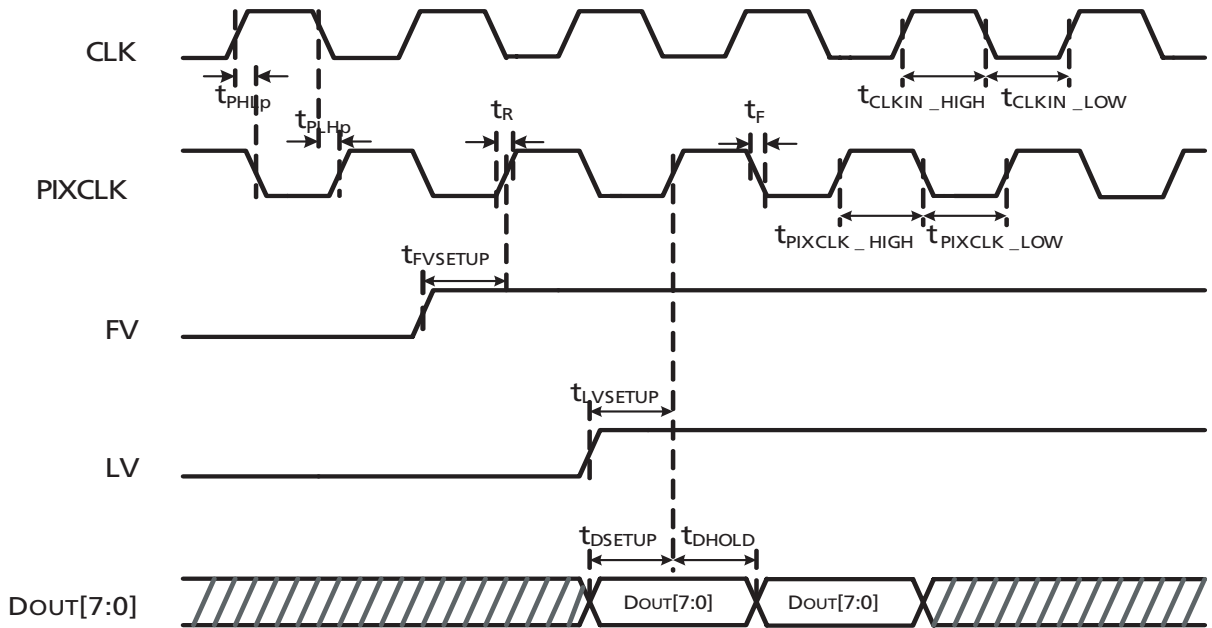 CLK
tPHLp
tPLHp
tR
tF
tCLKIN _HIGH
tCLKIN _LOW
PIXCLK
tPIXCLK _ HIGH
tPIXCLK _LOW
tFVSETUP
FV
tLVSETUP
LV
tDSETUP
tDHOLD
DOUT[7:0]
DOUT[7:0]
DOUT[7:0]